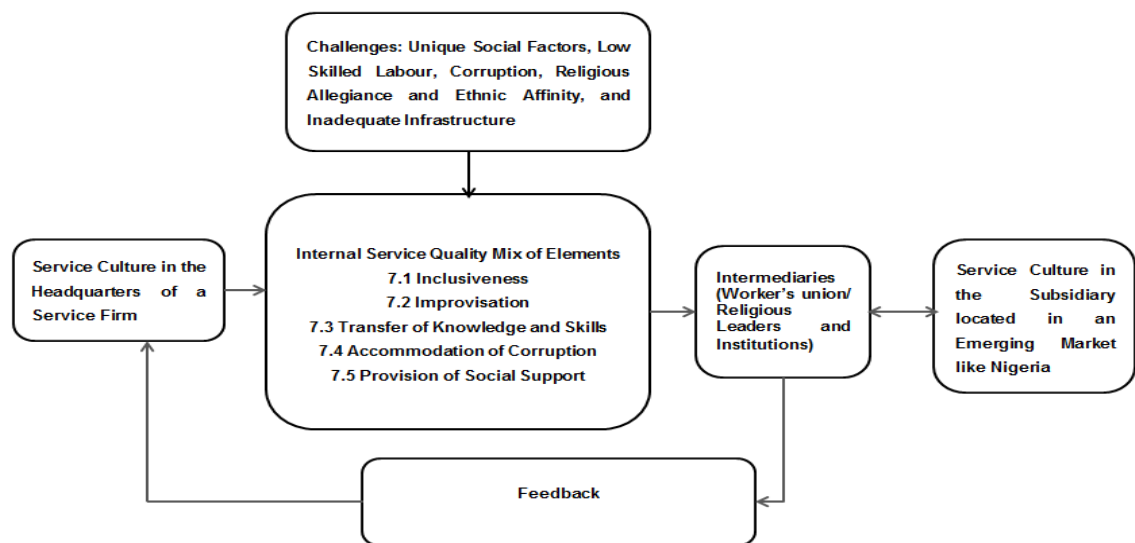 Challenges: Unique Social Factors, Low
Skilled Labour, Corruption, Religious
Allegiance and Ethnic Affinity, and
Inadequate Infrastructure
Service Culture in the
Headquarters of a
Service Firm
Internal Service Quality Mix of Elements
7.1 Inclusiveness
7.2 Improvisation
7.3 Transfer of Knowledge and Skills
7.4 Accommodation of Corruption
7.5 Provision of Social Support
Intermediaries
(Worker's union/
Religious
Leaders and
Institutions)
Service Culture in
the Subsidiary
located in an
Emerging Market
like Nigeria
Feedback